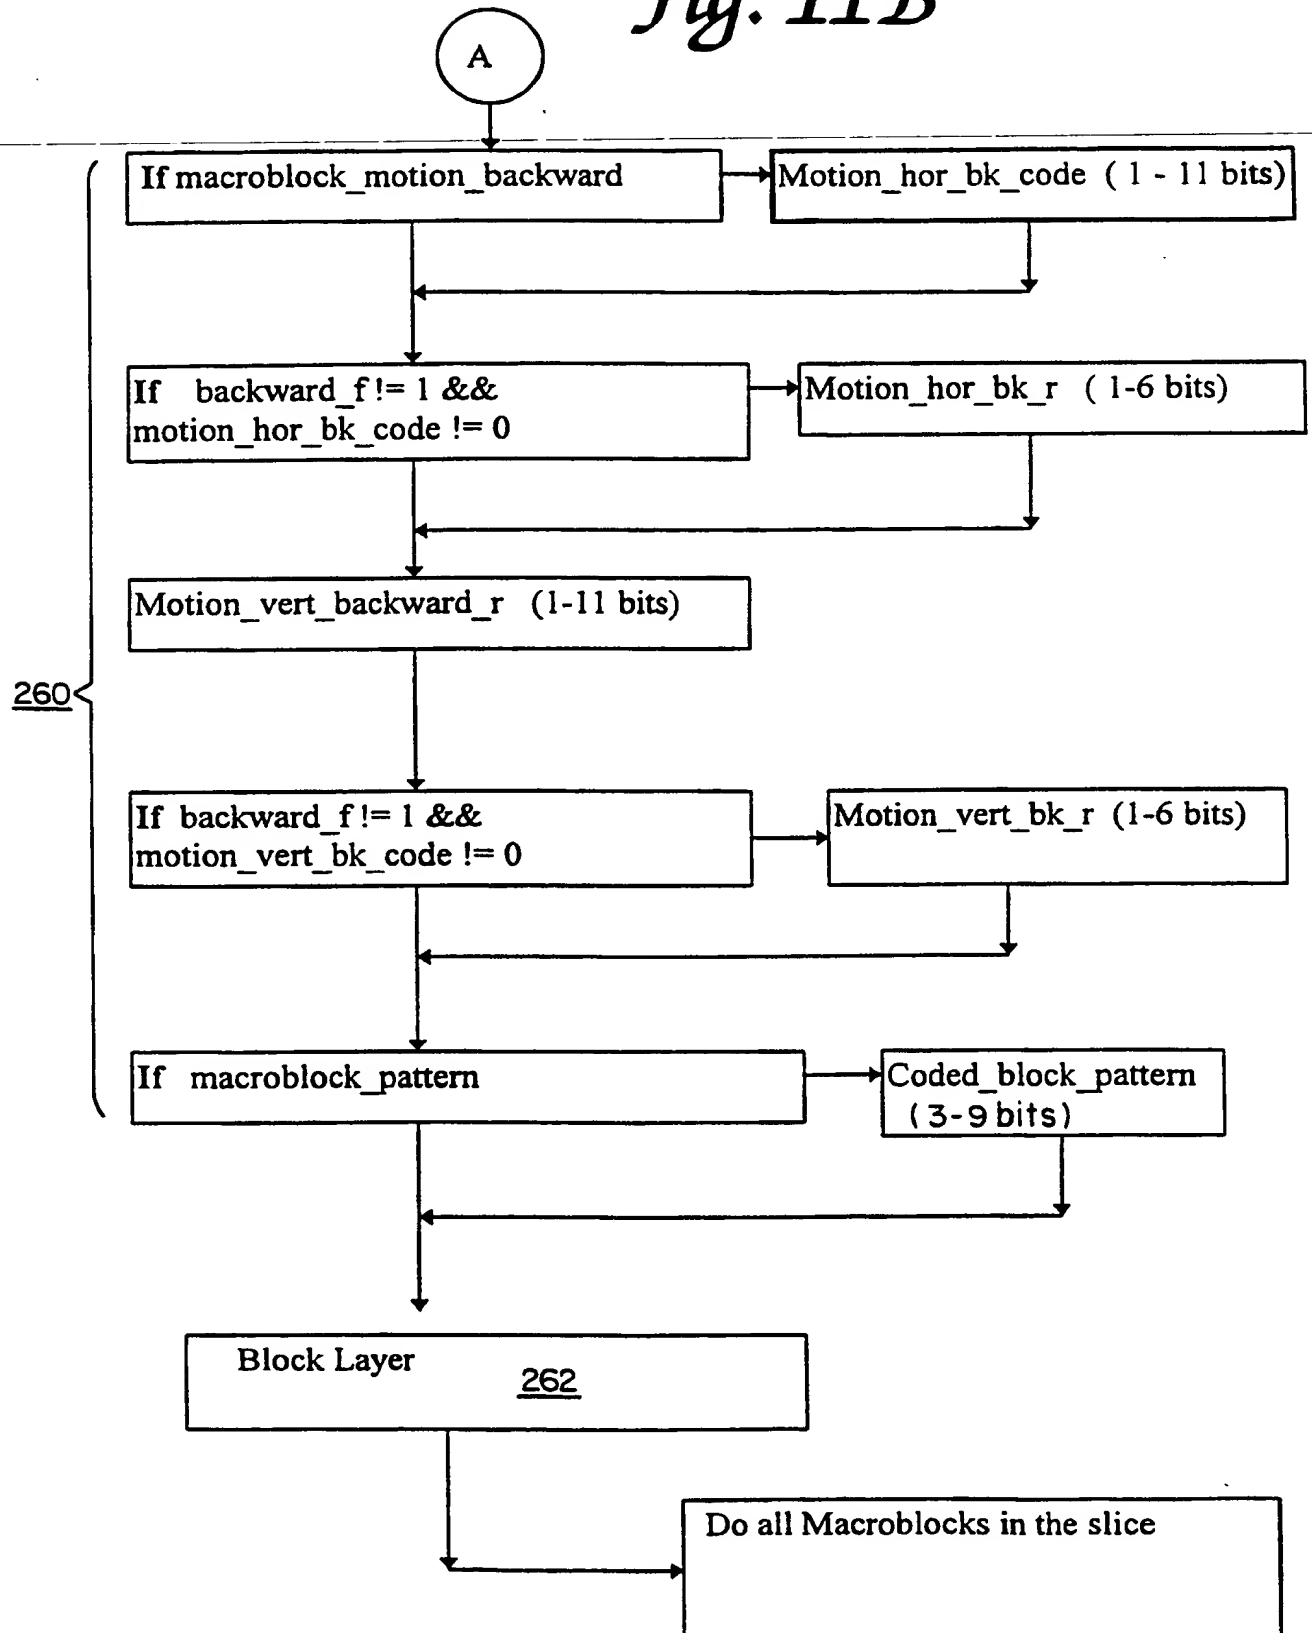 Fig. 11B
A
If macroblock_motion_backward
Motion_hor_bk_code ( 1 - 11 bits)
If backward_f != 1 &&
motion_hor_bk_code != 0
Motion_hor_bk_r ( 1-6 bits)
Motion_vert_backward_r (1-11 bits)
260
If backward_f != 1 &&
motion_vert_bk_code != 0
Motion_vert_bk_r (1-6 bits)
If macroblock_pattern
Coded_block_pattern
(3-9 bits)
Block Layer
262
Do all Macroblocks in the slice